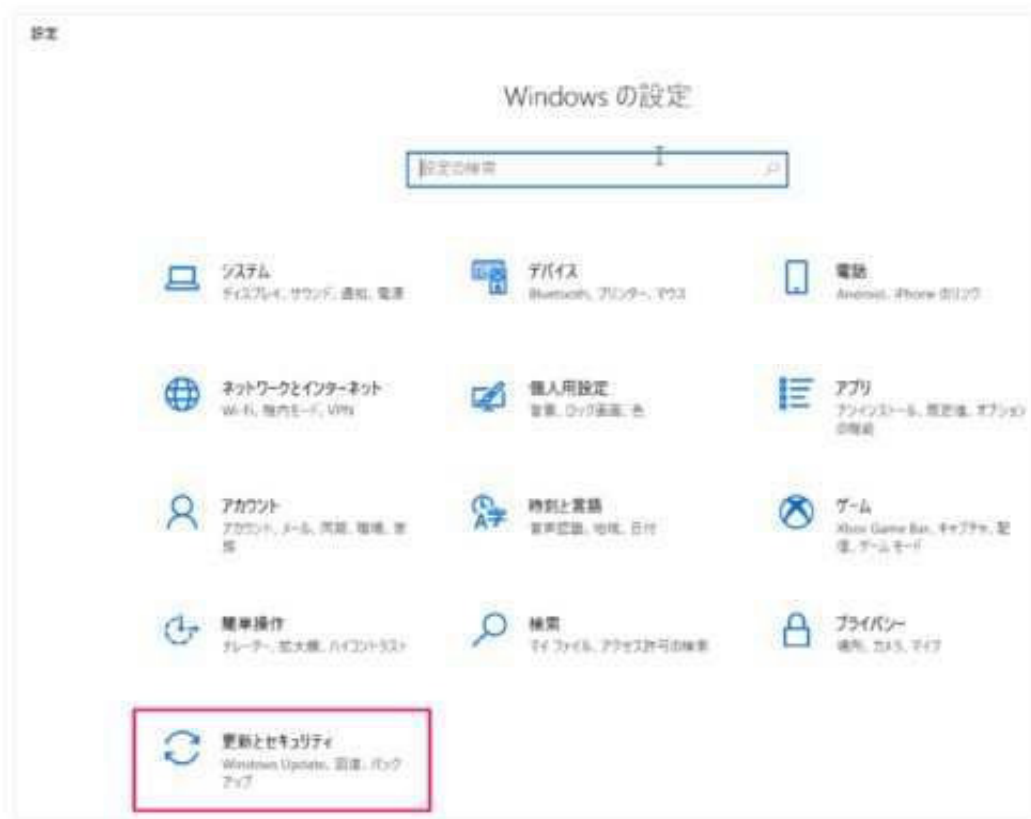 設定
Windows の設定
設定の検索
システム
ディスプレイ、サウンド、通知、電源
デバイス
Bluetooth、プリンター、マウス
電話
Android、iPhone のリンク
ネットワークとインターネット
Wi-Fi、機内モード、VPN
個人用設定
背景、ロック画面、色
アプリ
アンインストール、既定値、オプション
の機能
アカウント
アカウント、メール、同期、職場、家
族
時刻と言語
音声認識、地域、日付
ゲーム
Xbox Game Bar、キャプチャ、配
信、ゲーム モード
簡単操作
ナレーター、拡大鏡、ハイコントラスト
検索
マイ ファイル、アクセス許可の検索
プライバシー
場所、カメラ、マイク
更新とセキュリティ
Windows Update、回復、バック
アップ